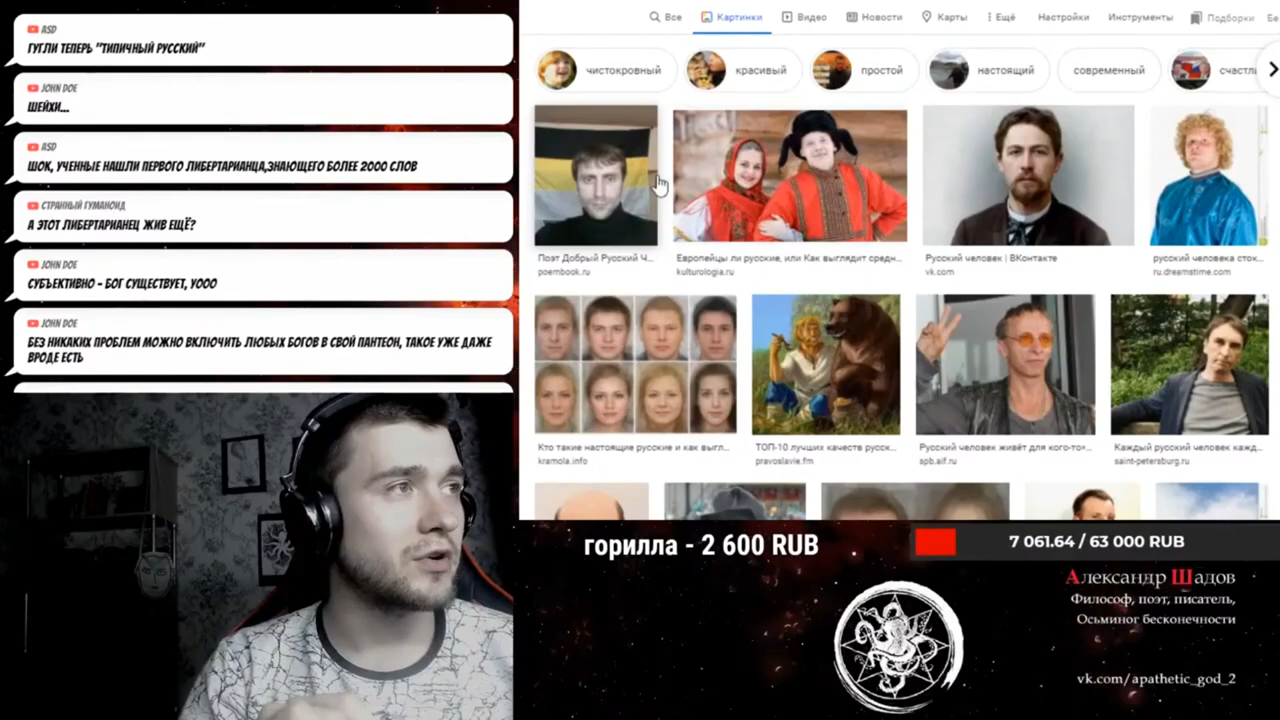 ASD
ГУГЛИ ТЕПЕРЬ "ТИПИЧНЫЙ РУССКИЙ"
JOHN DOE
ШЕЙХИ...
ASD
ШОК, УЧЕННЫЕ НАШЛИ ПЕРВОГО ЛИБЕРТАРИАНЦА,ЗНАЮЩЕГО БОЛЕЕ 2000 СЛОВ
СТРАННЫЙ ГУМАНОИД
А ЭТОТ ЛИБЕРТАРИАНЕЦ ЖИВ ЕЩЁ?
JOHN DOE
СУБЪЕКТИВНО - БОГ СУЩЕСТВУЕТ, УООО
JOHN DOE
БЕЗ НИКАКИХ ПРОБЛЕМ МОЖНО ВКЛЮЧИТЬ ЛЮБЫХ БОГОВ В СВОЙ ПАНТЕОН, ТАКОЕ УЖЕ ДАЖЕ
ВРОДЕ ЕСТЬ
Все Картинки Видео Новости Карты Ещё Настройки Инструменты Подборки Бе
чистокровный красивый простой настоящий современный счастл
Поэт Добрый Русский Ч...
poembook.ru
Европейцы ли русские, или Как выглядит средн...
kulturologia.ru
Русский человек | ВКонтакте
vk.com
русский человека сток...
ru.dreamstime.com
Кто такие настоящие русские и как выгл...
kramola.info
ТОП-10 лучших качеств русск...
pravoslavie.fm
Русский человек живёт для кого-то»...
spb.aif.ru
Каждый русский человек кажд...
saint-petersburg.ru
горилла - 2 600 RUB
7 061.64 / 63 000 RUB
Александр Шадов
Философ, поэт, писатель,
Осьминог бесконечности
vk.com/apathetic_god_2